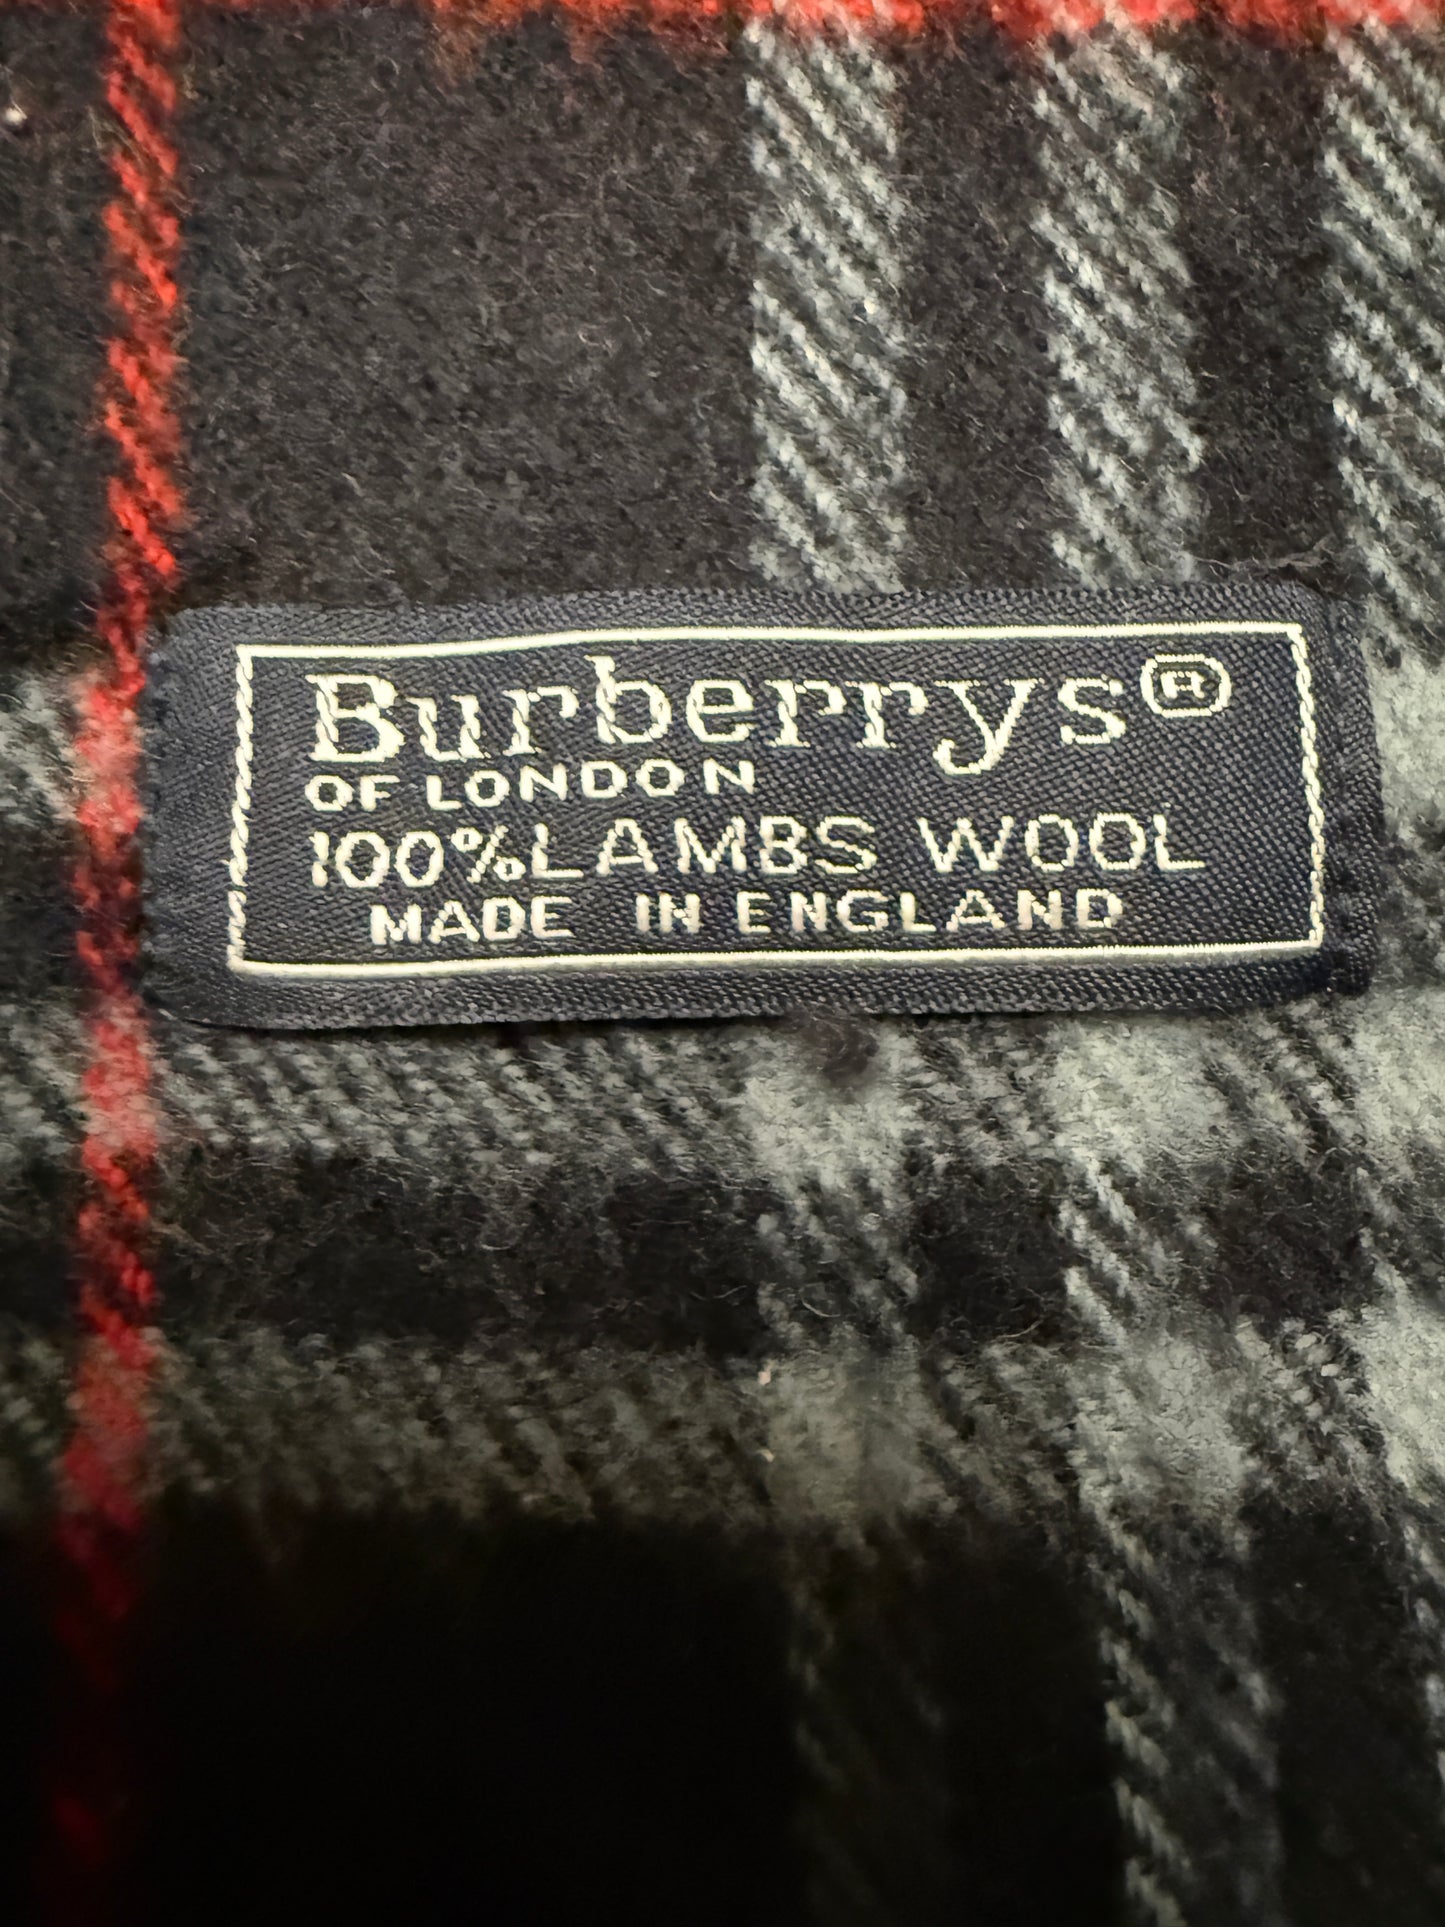 Burberrys®
OF LONDON
100% LAMBS WOOL
MADE IN ENGLAND